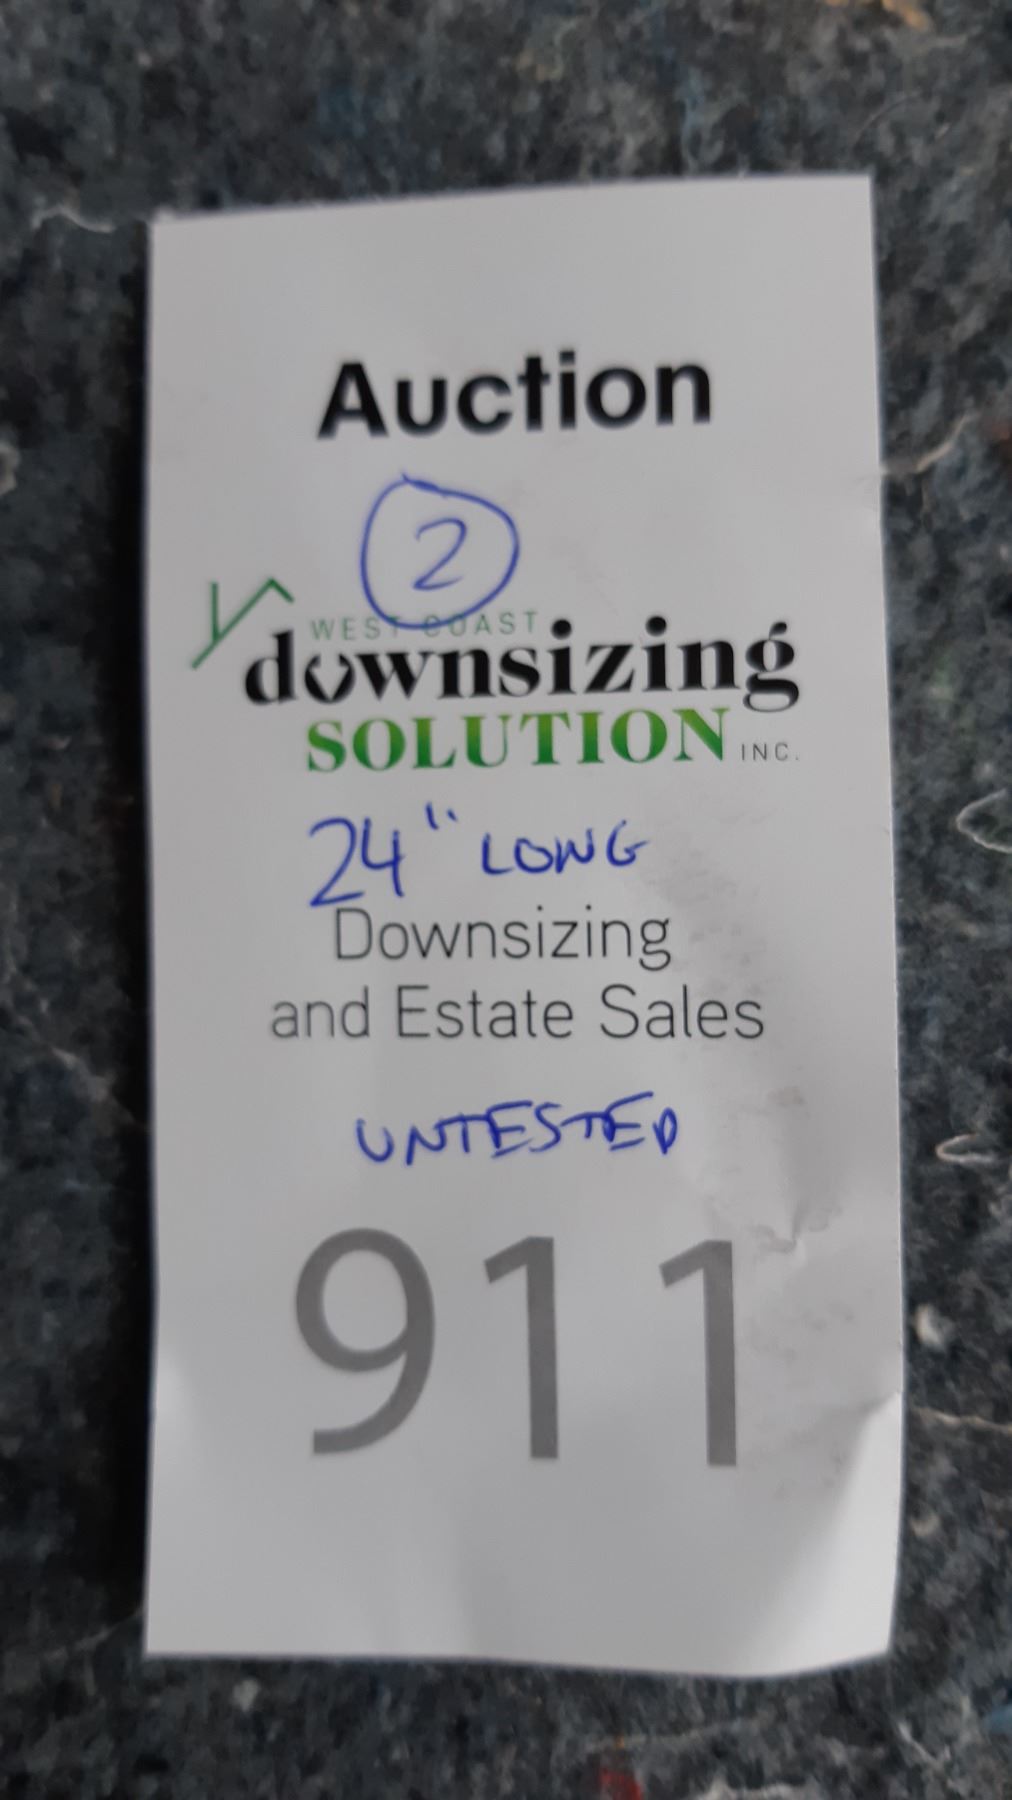 Auction
2
WEST COAST
downsizing
SOLUTION INC.
24" LONG
Downsizing
and Estate Sales
UNTESTED
911